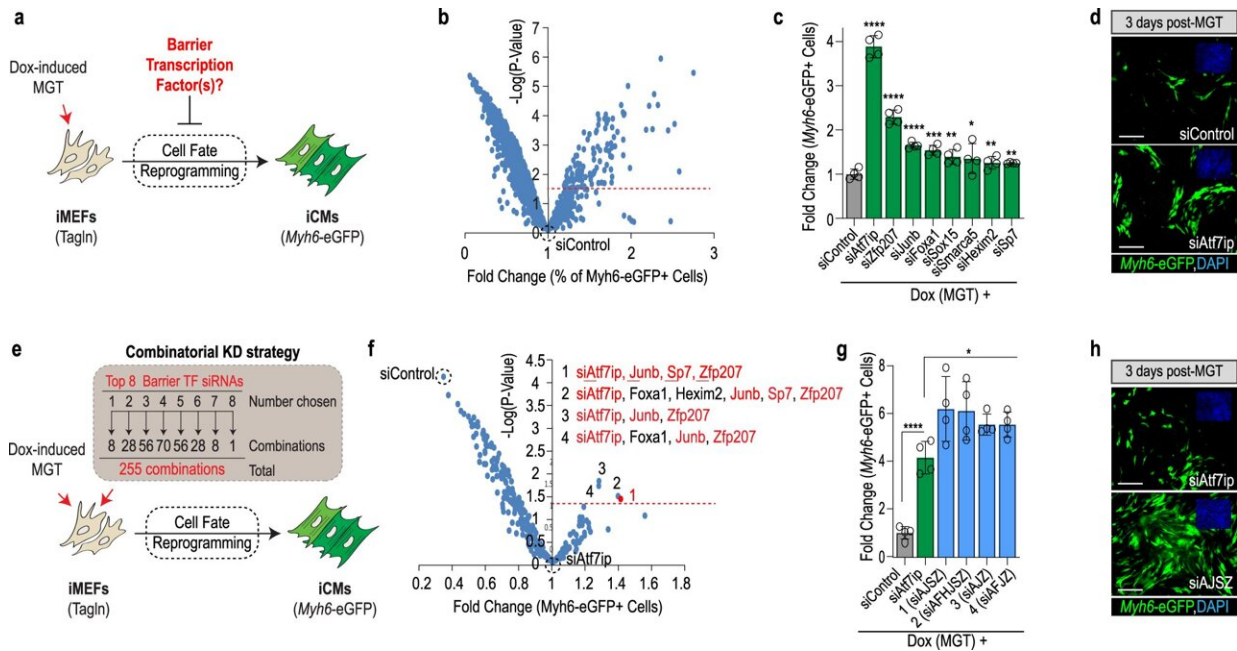 a
Barrier
Transcription
Factor(s)?
Dox-induced
MGT
Cell Fate
Reprogramming
iMEFs
(Tagln)
iCMs
(Myh6-eGFP)
b
-Log(P-Value)
7
6
5
4
3
2
1
0
siControl
0
1
2
3
Fold Change (% of Myh6-eGFP+ Cells)
c
Fold Change (Myh6-eGFP+ Cells)
4
3
2
1
0
****
****
****
***
**
*
**
**
siControl
siAtf7ip
siZfp207
siJunb
siFoxa1
siSox15
siSmarca5
siHexim2
siSp7
Dox (MGT) +
d
3 days post-MGT
siControl
siAtf7ip
Myh6-eGFP,DAPI
e
Combinatorial KD strategy
Top 8 Barrier TF siRNAs
1 2 3 4 5 6 7 8 Number chosen
8 28 56 70 56 28 8 1 Combinations
255 combinations Total
Dox-induced
MGT
Cell Fate
Reprogramming
iMEFs
(Tagln)
iCMs
(Myh6-eGFP)
f
-Log(P-Value)
4.5
4
3.5
3
2.5
2
1.5
1
0.5
0
siControl
1 siAtf7ip, Junb, Sp7, Zfp207
2 siAtf7ip, Foxa1, Hexim2, Junb, Sp7, Zfp207
3 siAtf7ip, Junb, Zfp207
4 siAtf7ip, Foxa1, Junb, Zfp207
3
2
4
1
siAtf7ip
0.2 0.4 0.6 0.8 1 1.2 1.4 1.6 1.8
Fold Change (Myh6-eGFP+ Cells)
g
Fold Change (Myh6-eGFP+ Cells)
8
6
4
2
0
*
****
siControl
siAtf7ip
1 (siAJSZ)
2 (siAFHJSZ)
3 (siAJZ)
4 (siAFJZ)
Dox (MGT) +
h
3 days post-MGT
siAtf7ip
siAJSZ
Myh6-eGFP,DAPI